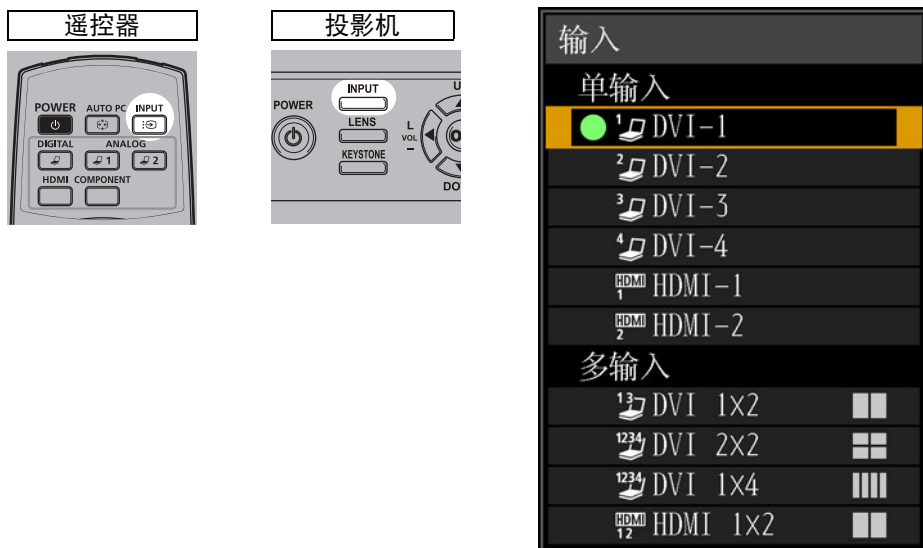 遥控器
POWER AUTO PC INPUT
DIGITAL ANALOG
1 2
HDMI COMPONENT
投影机
INPUT
POWER
LENS
L
VOL
KEYSTONE
输入
单输入
1 DVI-1
2 DVI-2
3 DVI-3
4 DVI-4
HDMI 1 HDMI-1
HDMI 2 HDMI-2
多输入
13 DVI 1X2
1234 DVI 2X2
1234 DVI 1X4
HDMI 12 HDMI 1X2